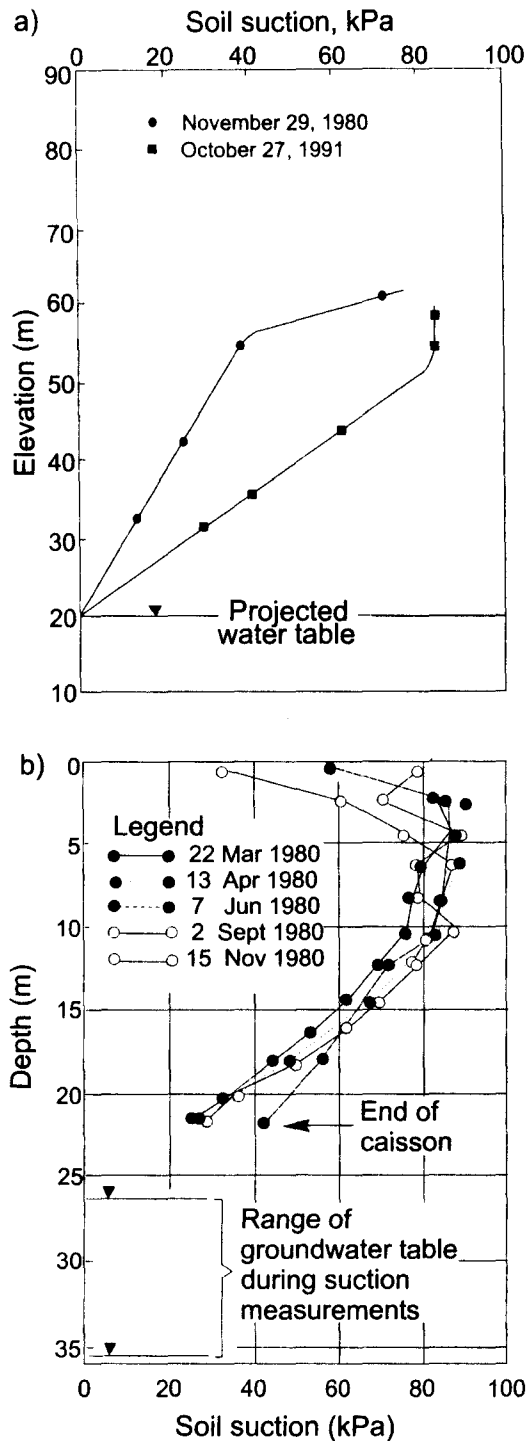 a) Soil suction, kPa
0 20 40 60 80 100
90
80
70
60
50
40
30
20
10
Elevation (m)
November 29, 1980
October 27, 1991
Projected
water table
b)
0
5
10
15
20
25
30
35
Depth (m)
Legend
22 Mar 1980
13 Apr 1980
7 Jun 1980
2 Sept 1980
15 Nov 1980
End of
caisson
Range of
groundwater table
during suction
measurements
0 20 40 60 80 100
Soil suction (kPa)